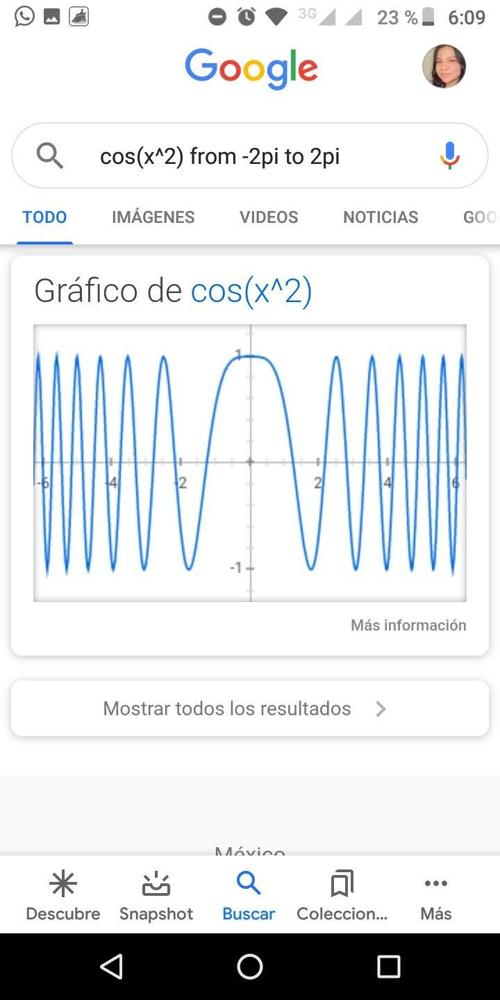 3G 23 % 6:09
Google
cos(x^2) from -2pi to 2pi
TODO IMÁGENES VIDEOS NOTICIAS GOO
Gráfico de cos(x^2)
1
-6 -4 -2 2 4 6
-1
Más información
Mostrar todos los resultados
México
Descubre Snapshot Buscar Coleccion... Más